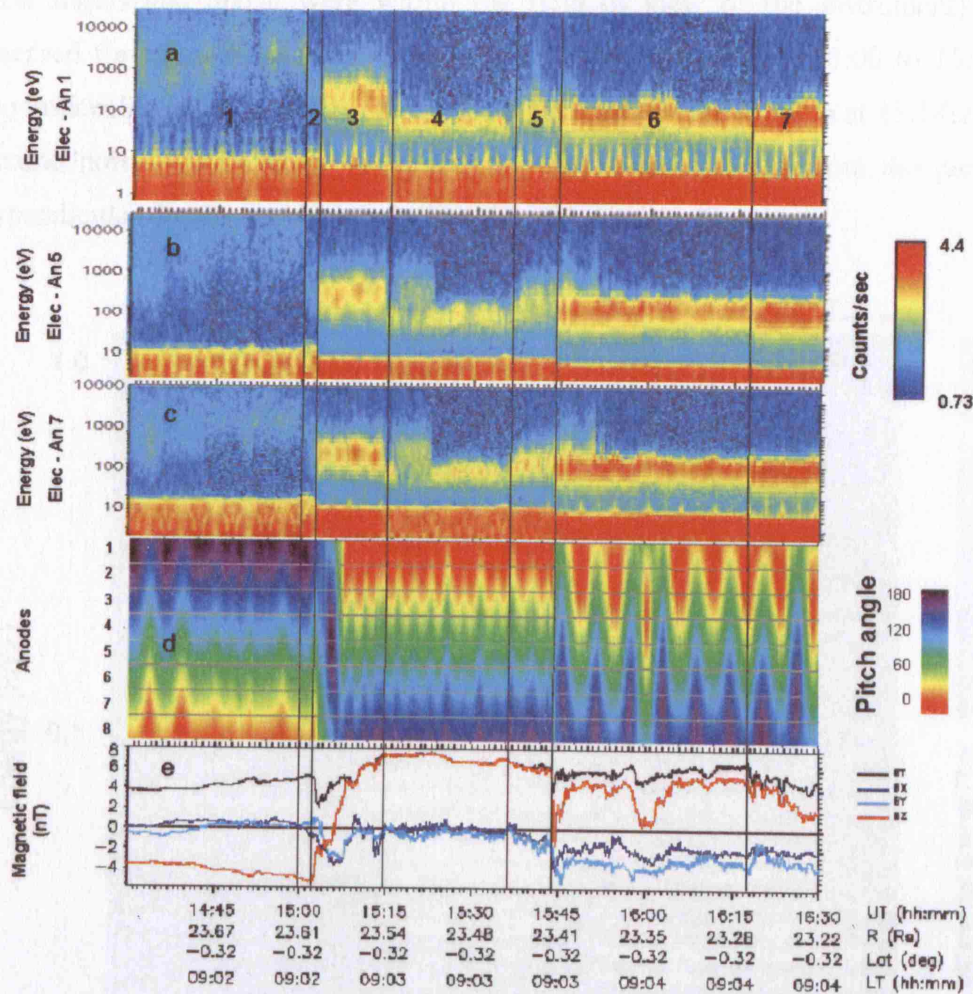 a
10000
1000
100
10
1
Energy (eV)
Elec - An 1
1 2 3 4 5 6 7
b
10000
1000
100
10
Energy (eV)
Elec - An5
4.4
counts/sec
0.73
c
10000
1000
100
10
Energy (eV)
Elec - An 7
d
1
2
3
4
5
6
7
8
Anodes
180
120
60
0
Pitch angle
e
8
6
4
2
0
-2
-4
Magnetic field
(nT)
BT
BX
BY
BZ
14:45 15:00 15:15 15:30 15:45 16:00 16:15 16:30 UT (hh:mm)
23.67 23.61 23.54 23.48 23.41 23.35 23.28 23.22 R (Re)
-0.32 -0.32 -0.32 -0.32 -0.32 -0.32 -0.32 -0.32 Lat (deg)
09:02 09:02 09:03 09:03 09:03 09:04 09:04 09:04 LT (hh:mm)